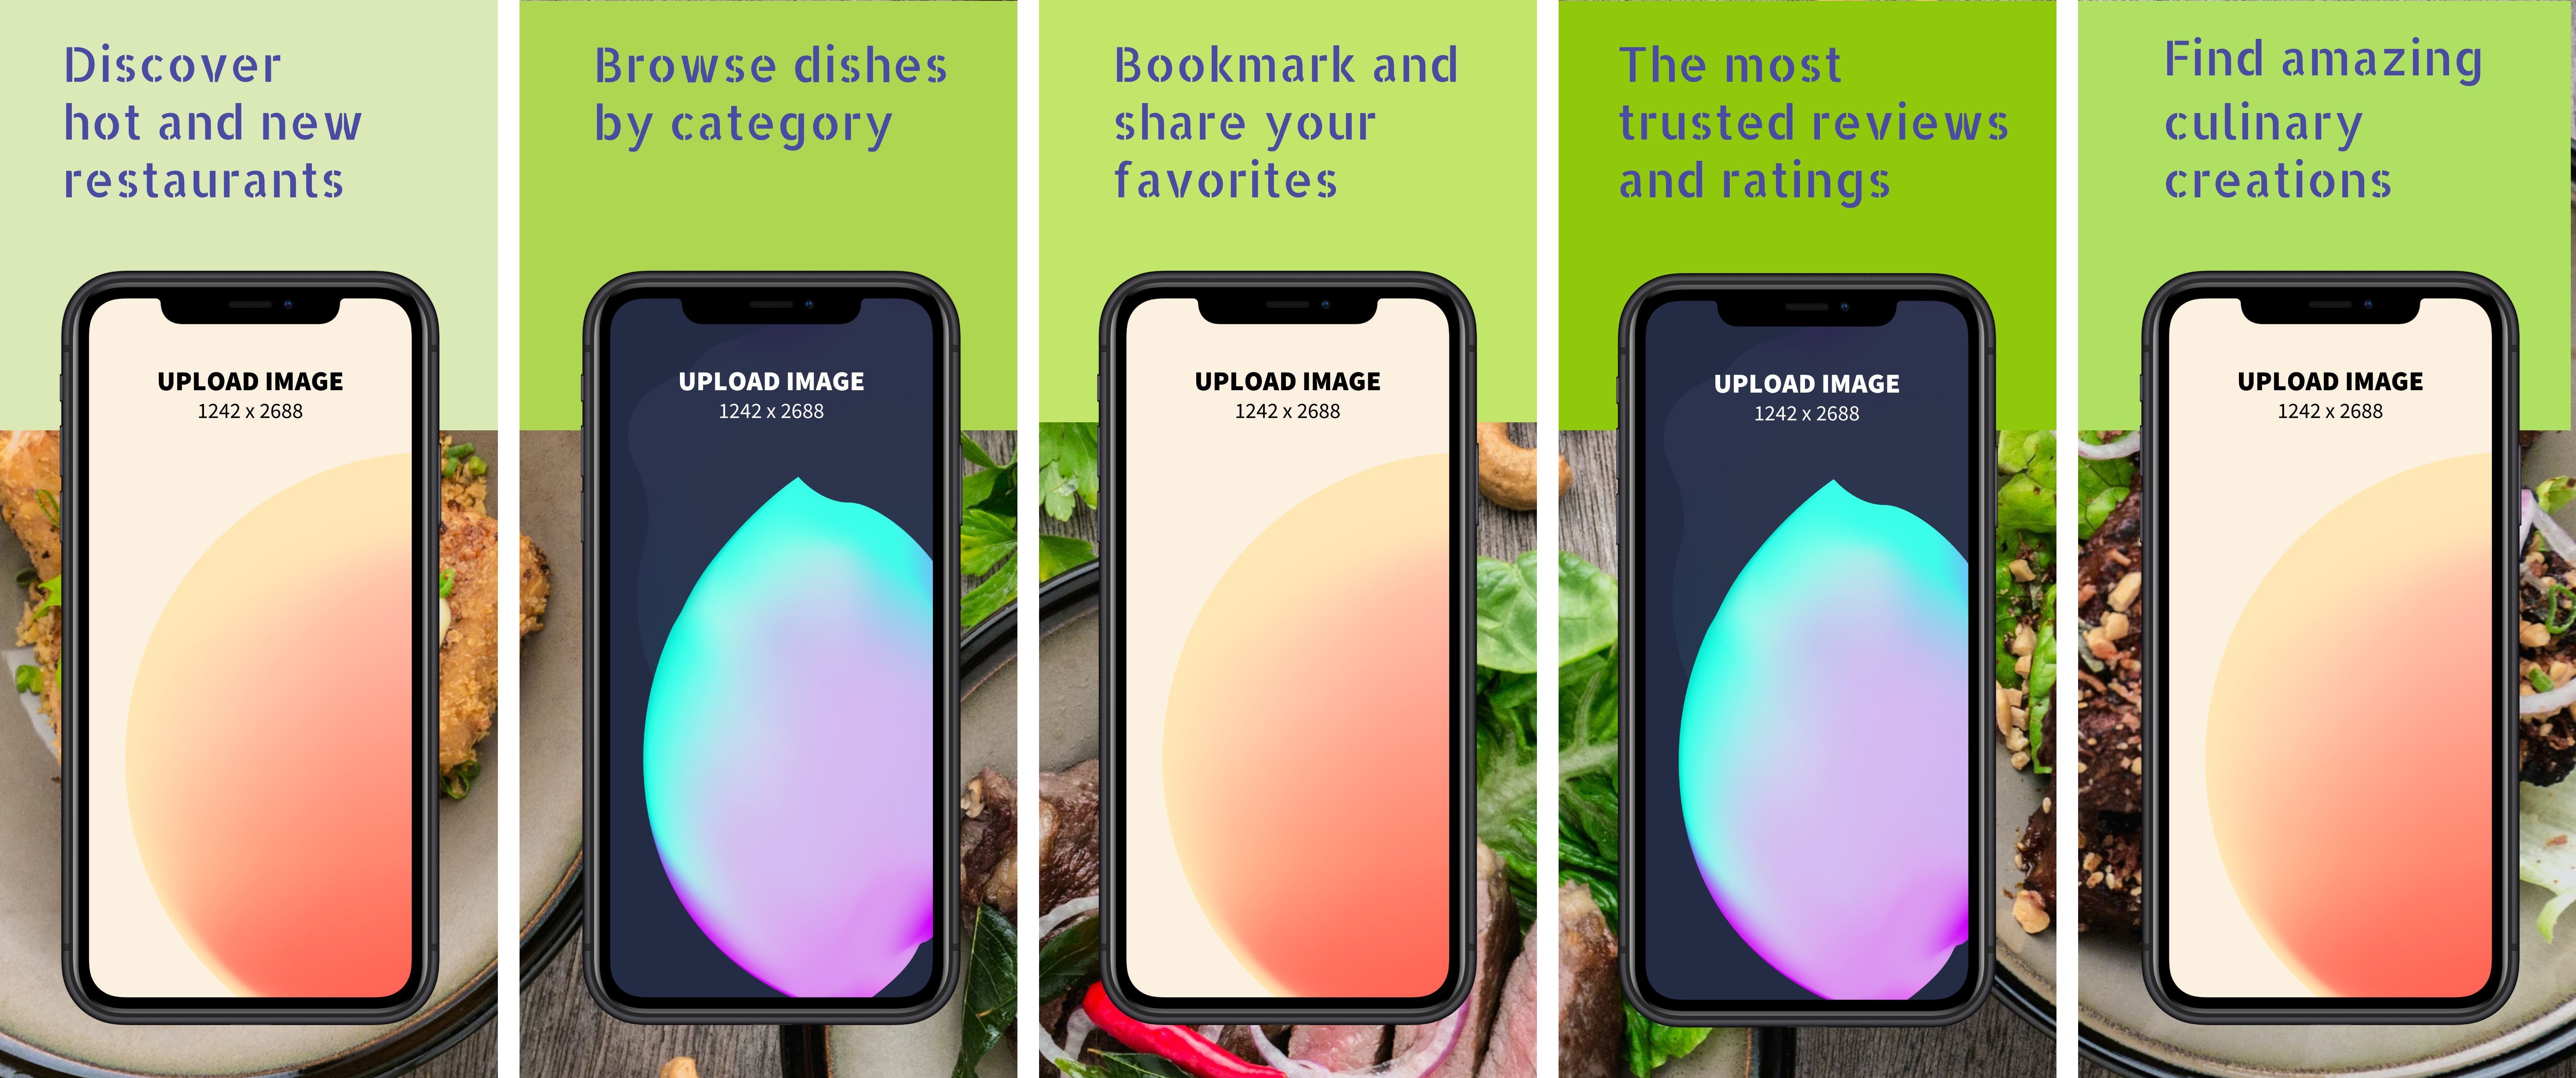 Discover
hot and new
restaurants
UPLOAD IMAGE
1242 x 2688
Browse dishes
by category
UPLOAD IMAGE
1242 x 2688
Bookmark and
share your
favorites
UPLOAD IMAGE
1242 x 2688
The most
trusted reviews
and ratings
UPLOAD IMAGE
1242 x 2688
Find amazing
culinary
creations
UPLOAD IMAGE
1242 x 2688